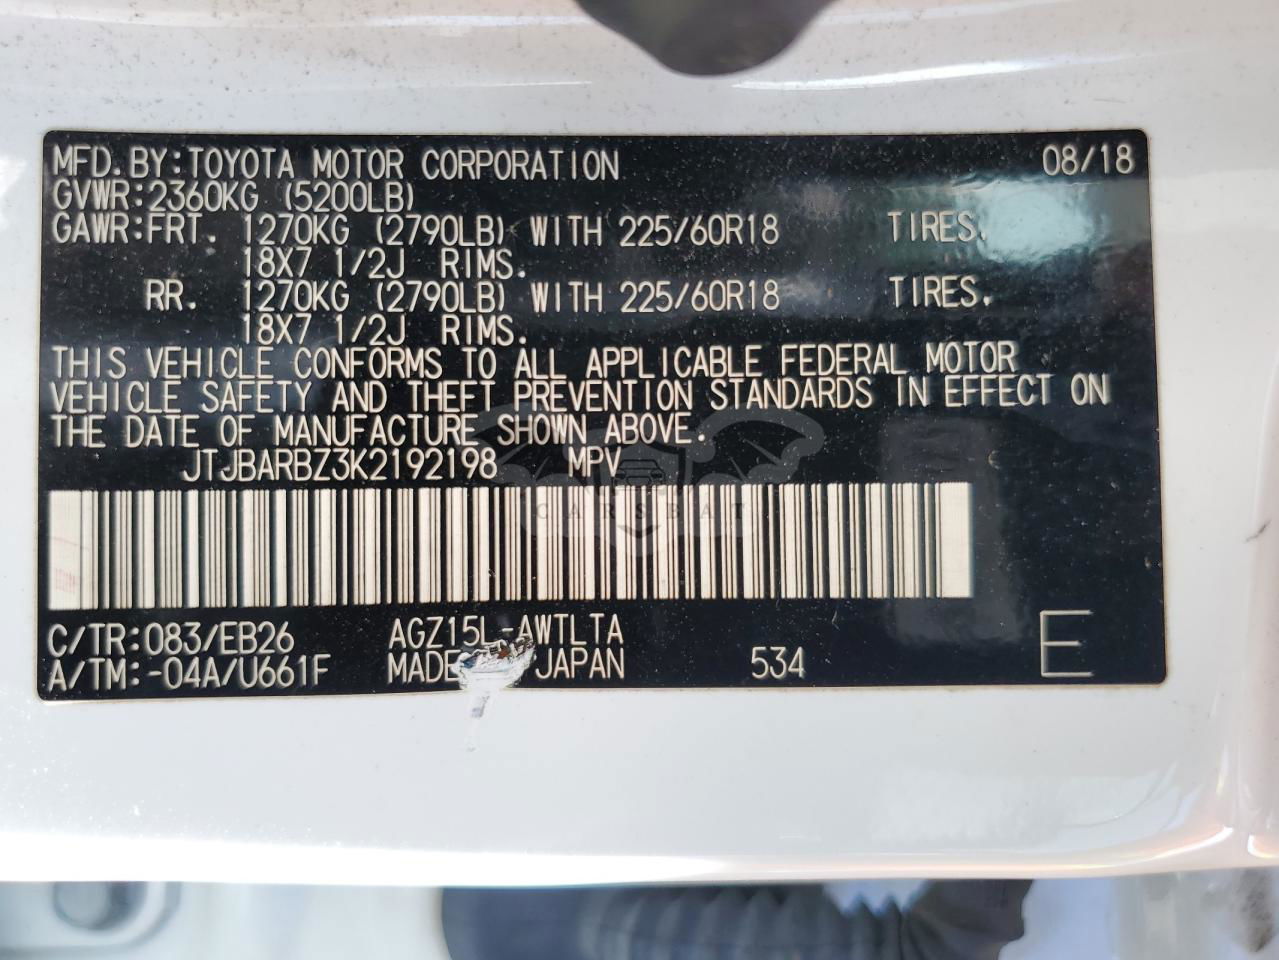 MFD.BY:TOYOTA MOTOR CORPORATION 08/18
GVWR:2360KG (5200LB)
GAWR:FRT. 1270KG (2790LB) WITH 225/60R18 TIRES,
18X7 1/2J RIMS.
RR. 1270KG (2790LB) WITH 225/60R18 TIRES,
18X7 1/2J RIMS.
THIS VEHICLE CONFORMS TO ALL APPLICABLE FEDERAL MOTOR
VEHICLE SAFETY AND THEFT PREVENTION STANDARDS IN EFFECT ON
THE DATE OF MANUFACTURE SHOWN ABOVE.
JTJBARBZ3K2192198 MPV
CARSBAT
C/TR:083/EB26 AGZ15L-AWTLTA
A/TM:-04A/U661F MADE JAPAN 534 E